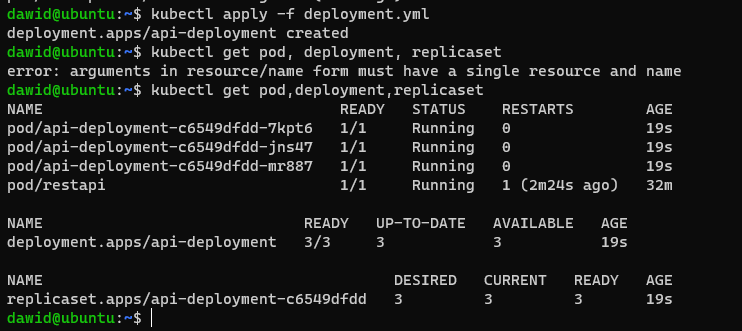 dawid@ubuntu:~$ kubectl apply -f deployment.yml
deployment.apps/api-deployment created
dawid@ubuntu:~$ kubectl get pod, deployment, replicaset
error: arguments in resource/name form must have a single resource and name
dawid@ubuntu:~$ kubectl get pod,deployment,replicaset
NAME                                 READY   STATUS    RESTARTS        AGE
pod/api-deployment-c6549dfdd-7kpt6   1/1     Running   0               19s
pod/api-deployment-c6549dfdd-jns47   1/1     Running   0               19s
pod/api-deployment-c6549dfdd-mr887   1/1     Running   0               19s
pod/restapi                          1/1     Running   1 (2m24s ago)   32m

NAME                             READY   UP-TO-DATE   AVAILABLE   AGE
deployment.apps/api-deployment   3/3     3            3           19s

NAME                                       DESIRED   CURRENT   READY   AGE
replicaset.apps/api-deployment-c6549dfdd   3         3         3       19s
dawid@ubuntu:~$